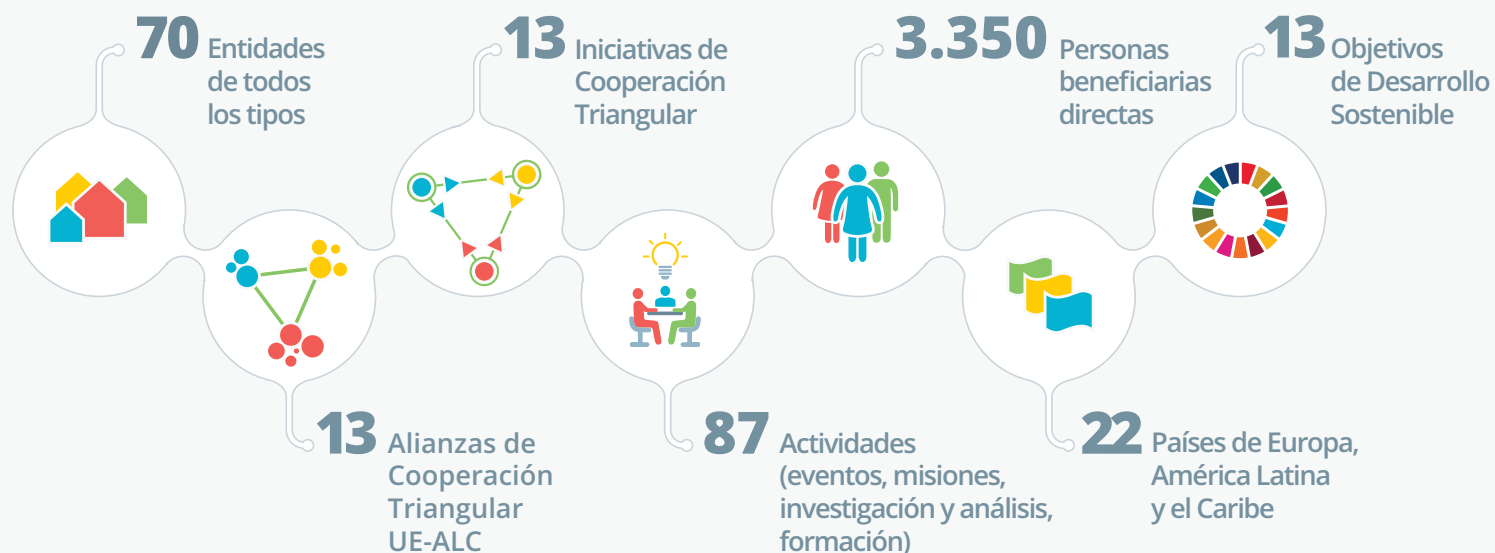 70 Entidades
de todos
los tipos
13 Alianzas de
Cooperación
Triangular
UE-ALC
13 Iniciativas de
Cooperación
Triangular
87 Actividades
(eventos, misiones,
investigación y análisis,
formación)
3.350 Personas
beneficiarias
directas
22 Países de Europa,
América Latina
y el Caribe
13 Objetivos
de Desarrollo
Sostenible